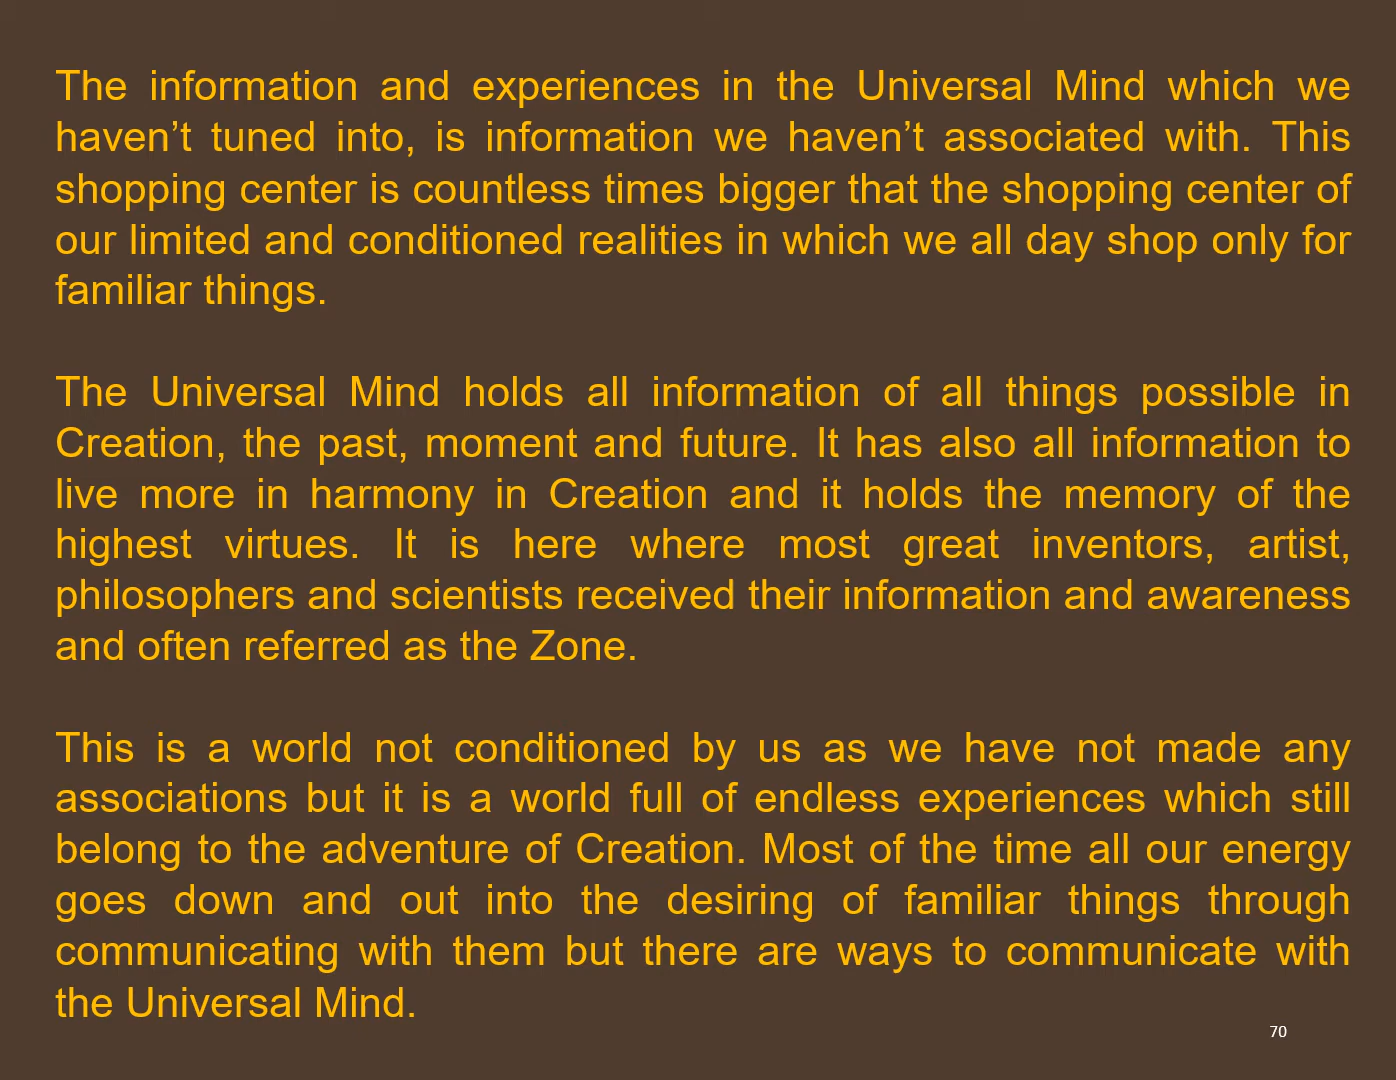 The information and experiences in the Universal Mind which we
haven’t tuned into, is information we haven’t associated with. This
shopping center is countless times bigger that the shopping center of
our limited and conditioned realities in which we all day shop only for
familiar things.
The Universal Mind holds all information of all things possible in
Creation, the past, moment and future. It has also all information to
live more in harmony in Creation and it holds the memory of the
highest virtues. It is here where most great inventors, artist,
philosophers and scientists received their information and awareness
and often referred as the Zone.
This is a world not conditioned by us as we have not made any
associations but it is a world full of endless experiences which still
belong to the adventure of Creation. Most of the time all our energy
goes down and out into the desiring of familiar things through
communicating with them but there are ways to communicate with
the Universal Mind.
70